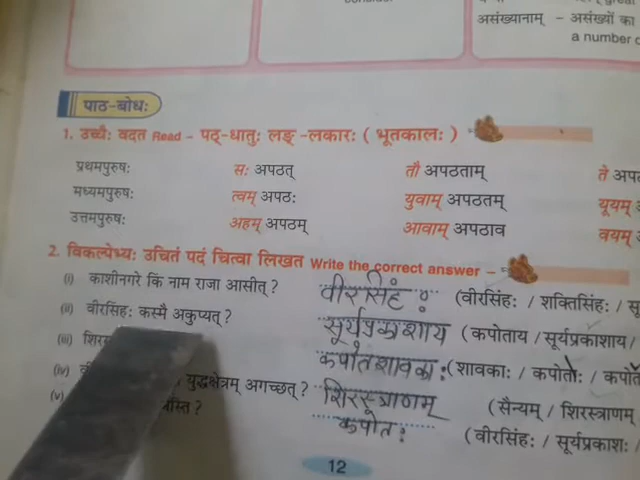 consider.
असंख्यानाम् - असंख्यों का
a number
पाठ-बोधः
1. उच्चैः वदत Read - पठ्-धातुः लङ् -लकारः ( भूतकालः )
प्रथमपुरुषः सः अपठत् तौ अपठताम् ते
मध्यमपुरुषः त्वम् अपठः युवाम् अपठतम् यूयम्
उत्तमपुरुषः अहम् अपठम् आवाम् अपठाव वयम्
2. विकल्पेभ्यः उचितं पदं चित्वा लिखत Write the correct answer -
(i) काशीनगरे किं नाम राजा आसीत् ? वीरसिंहः (वीरसिंहः / शक्तिसिंहः /
(ii) वीरसिंहः कस्मै अकुप्यत् ? सूर्यप्रकाशाय (कपोताय / सूर्यप्रकाशाय /
(iii) कपोतशावकाः (शावकाः / कपोताः /
(iv) युद्धक्षेत्रम् अगच्छत् ? शिरसूत्राणम् (सैन्यम् / शिरस्त्राणम्
(v) कपोतः (वीरसिंहः / सूर्यप्रकाशः /
12